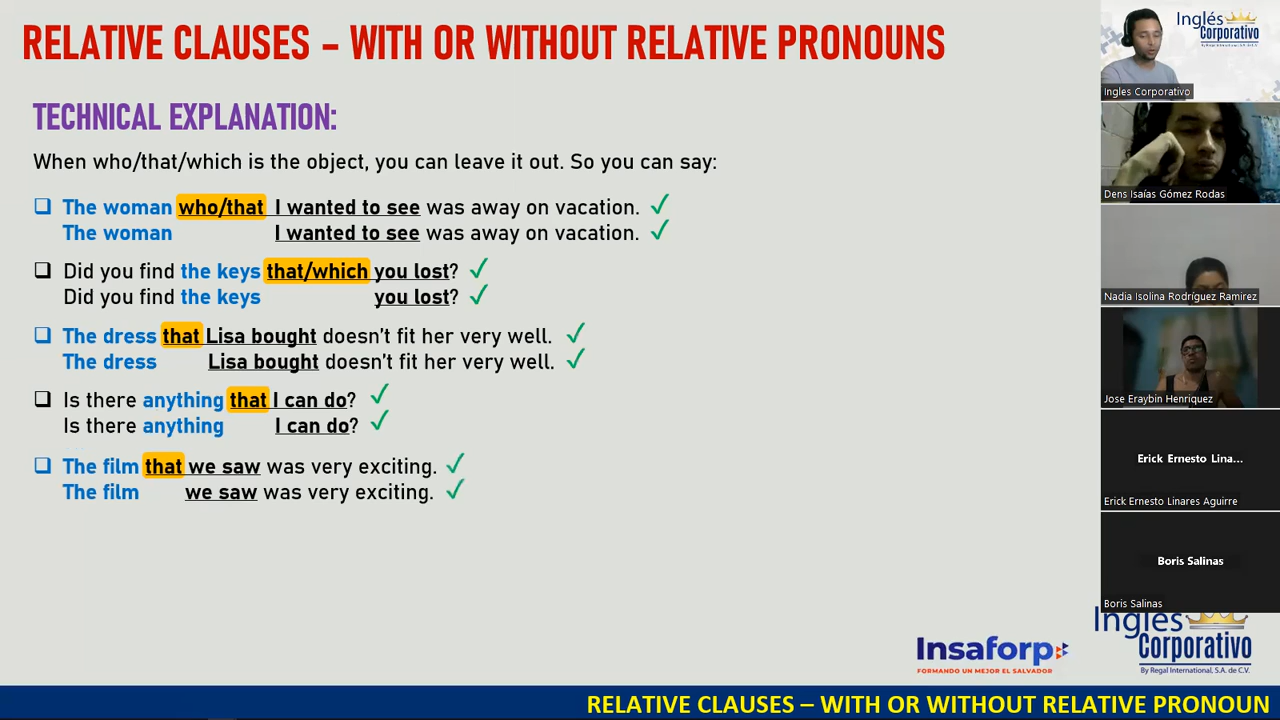 RELATIVE CLAUSES – WITH OR WITHOUT RELATIVE PRONOUNS
TECHNICAL EXPLANATION:
When who/that/which is the object, you can leave it out. So you can say:
❑ The woman who/that I wanted to see was away on vacation. ✓
The woman I wanted to see was away on vacation. ✓
❑ Did you find the keys that/which you lost? ✓
Did you find the keys you lost? ✓
❑ The dress that Lisa bought doesn’t fit her very well. ✓
The dress Lisa bought doesn’t fit her very well. ✓
❑ Is there anything that I can do? ✓
Is there anything I can do? ✓
❑ The film that we saw was very exciting. ✓
The film we saw was very exciting. ✓
Insaforp
FORMANDO UN MEJOR EL SALVADOR
Inglés
Corporativo
By Regal International, S.A. de C.V.
RELATIVE CLAUSES – WITH OR WITHOUT RELATIVE PRONOUN
Inglés
Corporativo
By Regal International, S.A. de C.V.
Ingles Corporativo
Dens Isaías Gómez Rodas
Nadia Isolina Rodríguez Ramirez
Jose Eraybin Henriquez
Erick Ernesto Lina...
Erick Ernesto Linares Aguirre
Boris Salinas
Boris Salinas